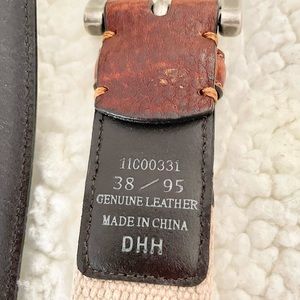 11C00331
38/95
GENUINE LEATHER
MADE IN CHINA
DHH